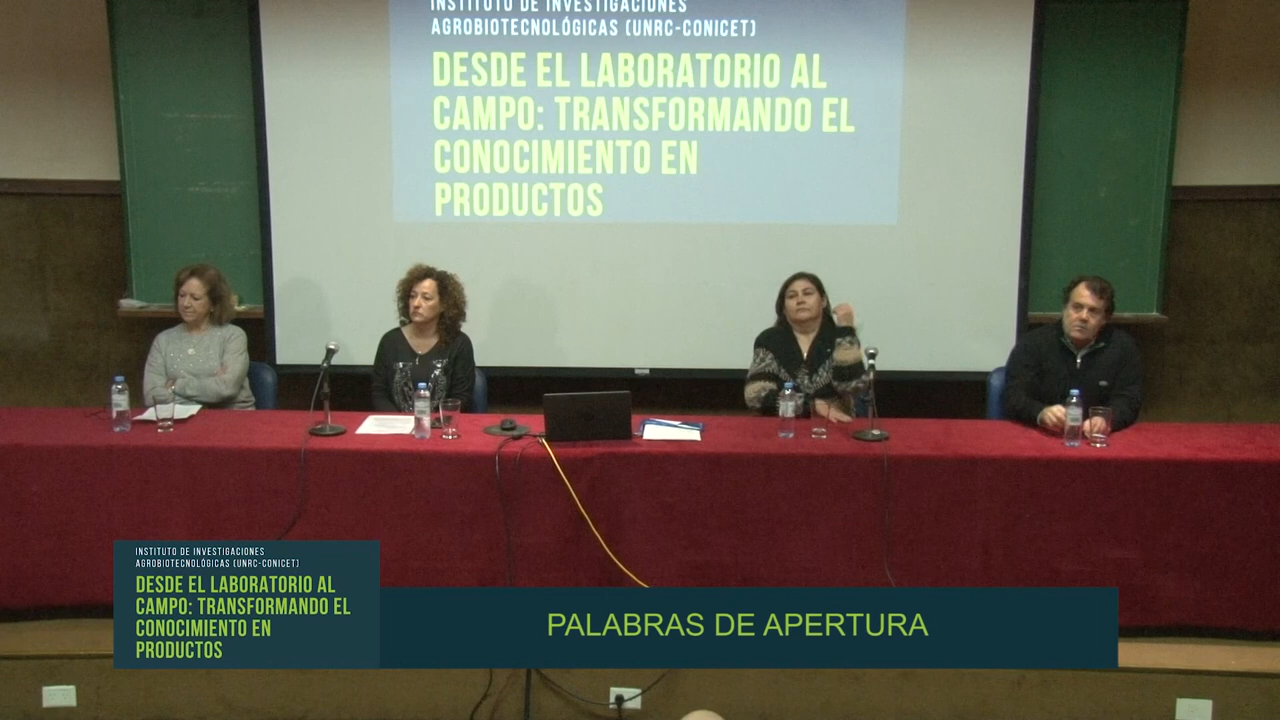 INSTITUTO DE INVESTIGACIONES
AGROBIOTECNOLÓGICAS (UNRC-CONICET)
DESDE EL LABORATORIO AL
CAMPO: TRANSFORMANDO EL
CONOCIMIENTO EN
PRODUCTOS
INSTITUTO DE INVESTIGACIONES
AGROBIOTECNOLÓGICAS (UNRC-CONICET)
DESDE EL LABORATORIO AL
CAMPO: TRANSFORMANDO EL
CONOCIMIENTO EN
PRODUCTOS
PALABRAS DE APERTURA